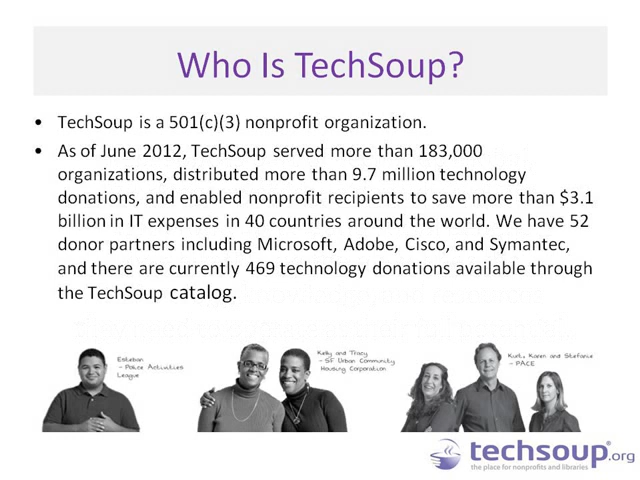 Who Is TechSoup?
• TechSoup is a 501(c)(3) nonprofit organization.
• As of June 2012, TechSoup served more than 183,000
organizations, distributed more than 9.7 million technology
donations, and enabled nonprofit recipients to save more than $3.1
billion in IT expenses in 40 countries around the world. We have 52
donor partners including Microsoft, Adobe, Cisco, and Symantec,
and there are currently 469 technology donations available through
the TechSoup catalog.
Esteban
- Police Activities
League
Kelly and Tracy
- SF Urban Community
Housing Corporation
Kurt, Karen and Stefanie
- PACE
techsoup®.org
the place for nonprofits and libraries